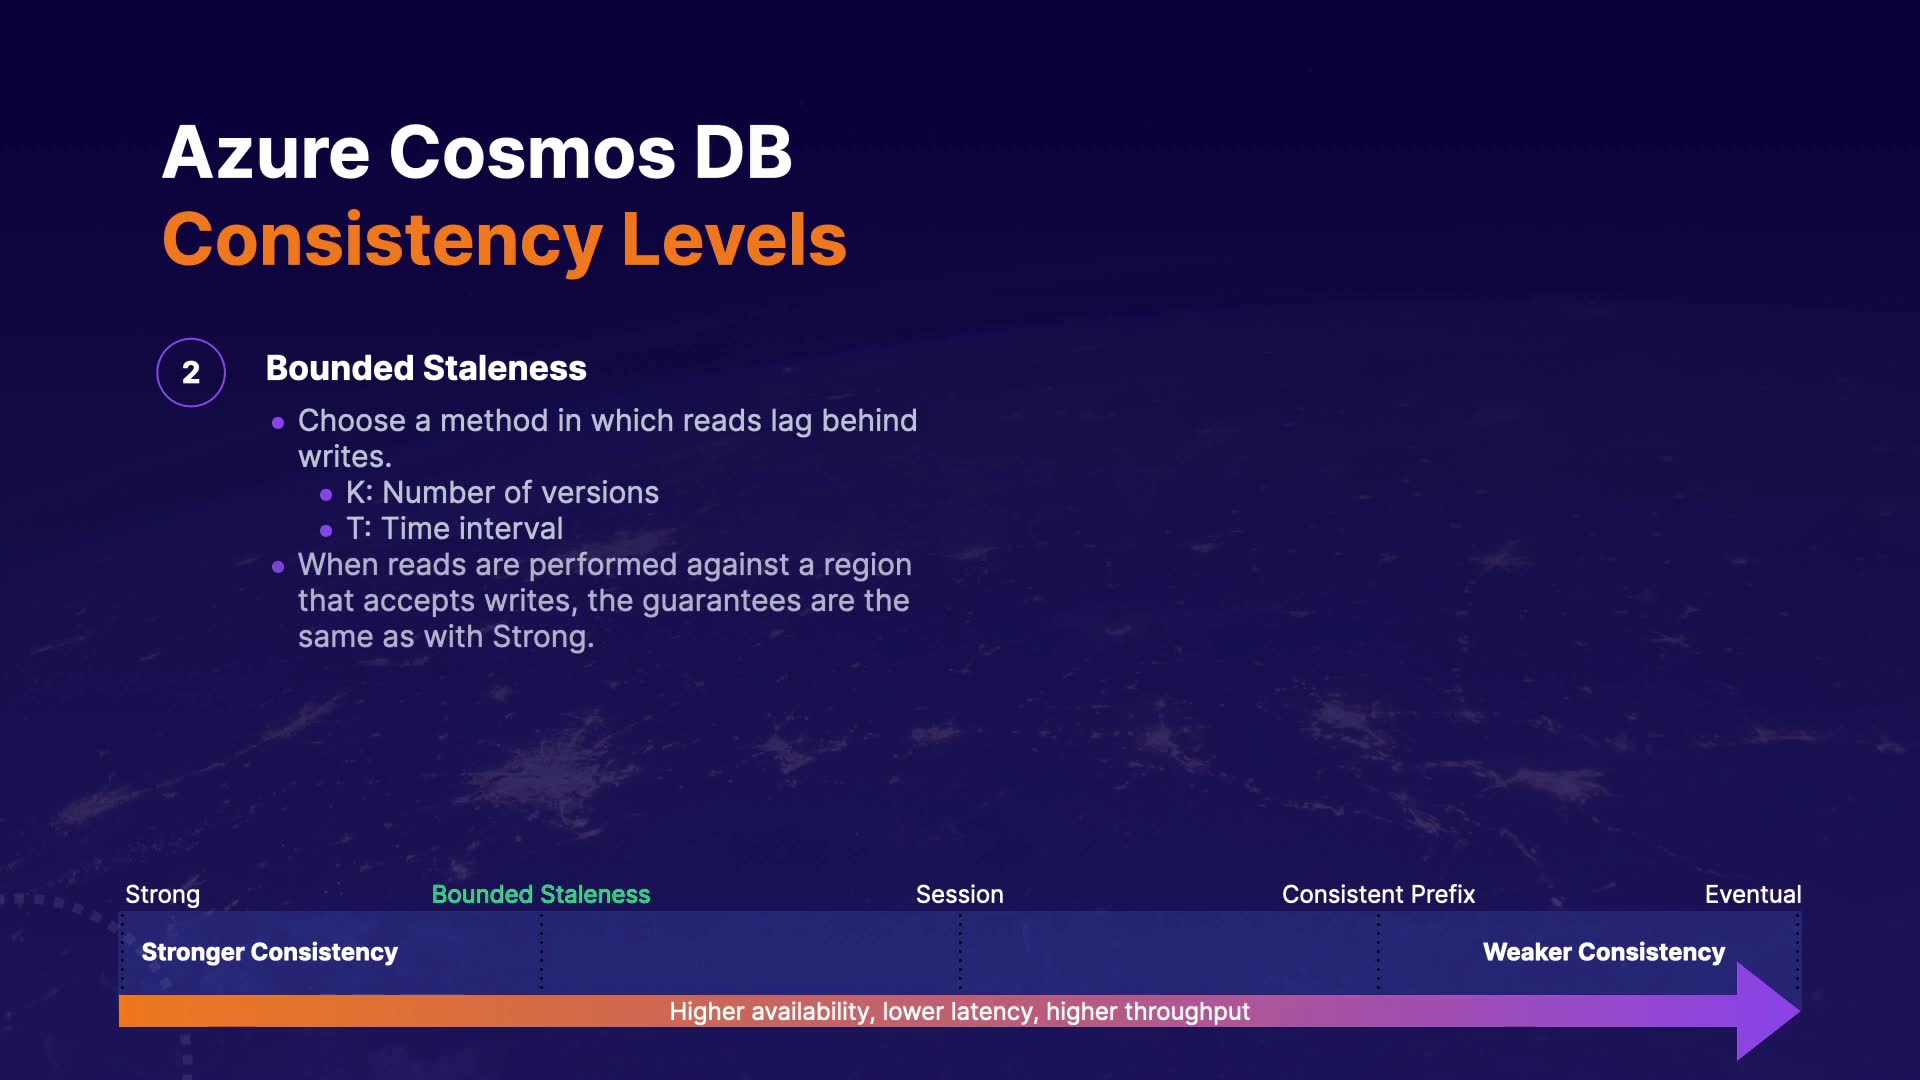 Azure Cosmos DB
Consistency Levels
2
Bounded Staleness
Choose a method in which reads lag behind
writes.
K: Number of versions
T: Time interval
When reads are performed against a region
that accepts writes, the guarantees are the
same as with Strong.
Strong
Bounded Staleness
Session
Consistent Prefix
Eventual
Stronger Consistency
Weaker Consistency
Higher availability, lower latency, higher throughput